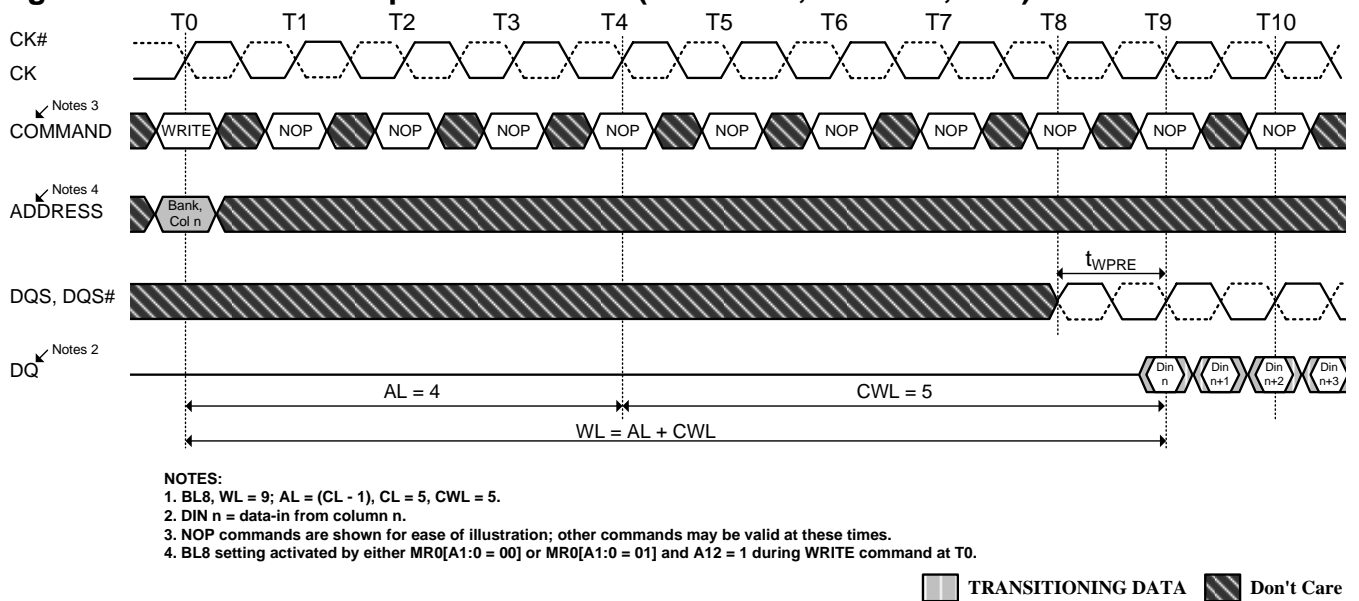 T0 T1 T2 T3 T4 T5 T6 T7 T8 T9 T10
CK#
CK
Notes 3
COMMAND WRITE NOP NOP NOP NOP NOP NOP NOP NOP NOP NOP
Notes 4
ADDRESS
Bank,
Col n
tWPRE
DQS, DQS#
Notes 2
DQ
Din n
Din n+1
Din n+2
Din n+3
AL = 4 CWL = 5
WL = AL + CWL
NOTES:
1. BL8, WL = 9; AL = (CL - 1), CL = 5, CWL = 5.
2. DIN n = data-in from column n.
3. NOP commands are shown for ease of illustration; other commands may be valid at these times.
4. BL8 setting activated by either MR0[A1:0 = 00] or MR0[A1:0 = 01] and A12 = 1 during WRITE command at T0.
TRANSITIONING DATA Don't Care